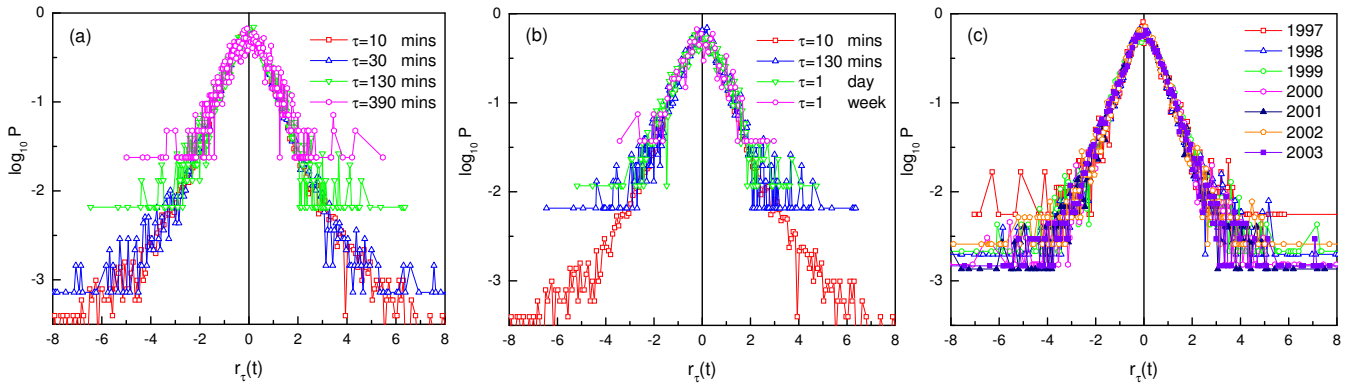 (a)
τ=10 mins
τ=30 mins
τ=130 mins
τ=390 mins
0
-1
-2
-3
log₁₀ P
-8 -6 -4 -2 0 2 4 6 8
r_τ(t)
(b)
τ=10 mins
τ=130 mins
τ=1 day
τ=1 week
0
-1
-2
-3
log₁₀ P
-8 -6 -4 -2 0 2 4 6 8
r_τ(t)
(c)
1997
1998
1999
2000
2001
2002
2003
0
-1
-2
-3
log₁₀ P
-8 -6 -4 -2 0 2 4 6 8
r_τ(t)